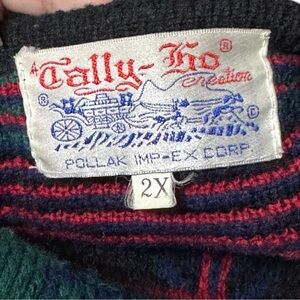 A Tally-Ho ®
creation
®
®
POLLAK IMP-EX CORP
2X